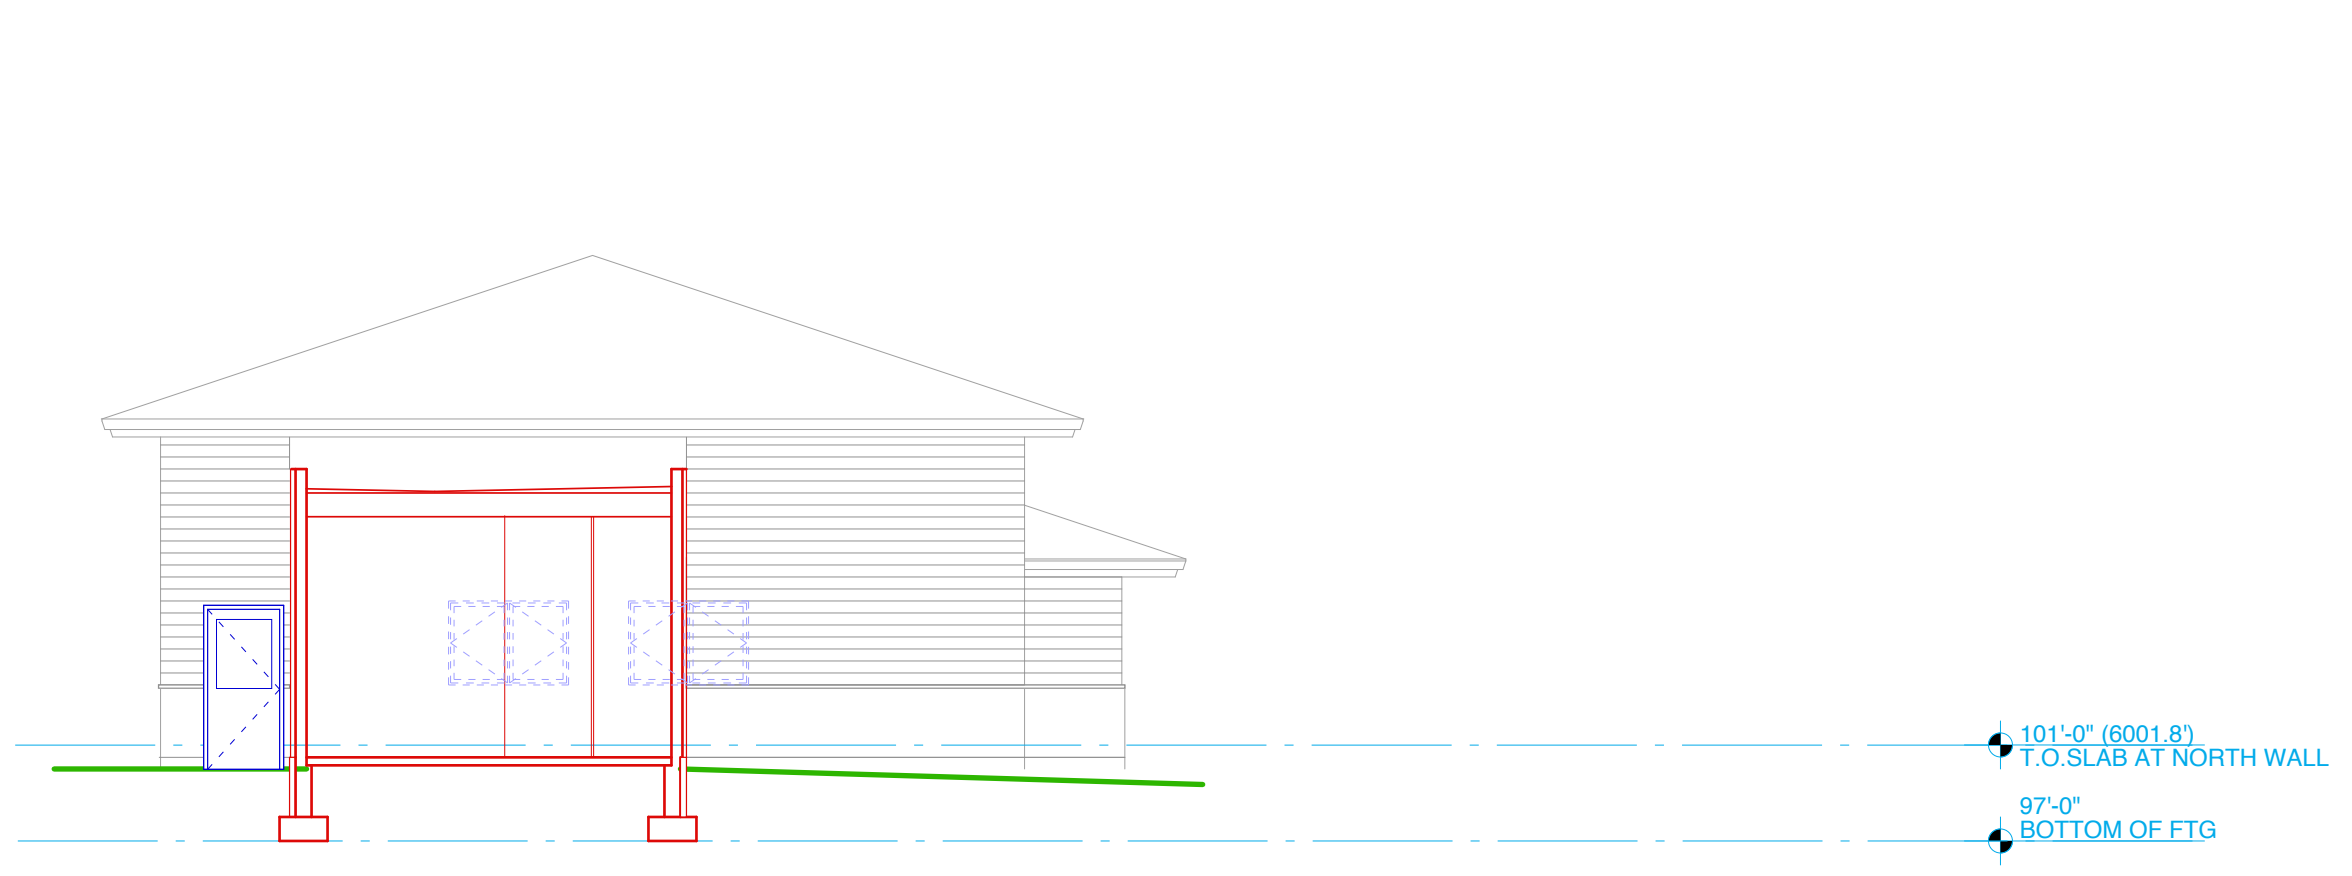 101'-0" (6001.8')
T.O.SLAB AT NORTH WALL
97'-0"
BOTTOM OF FTG